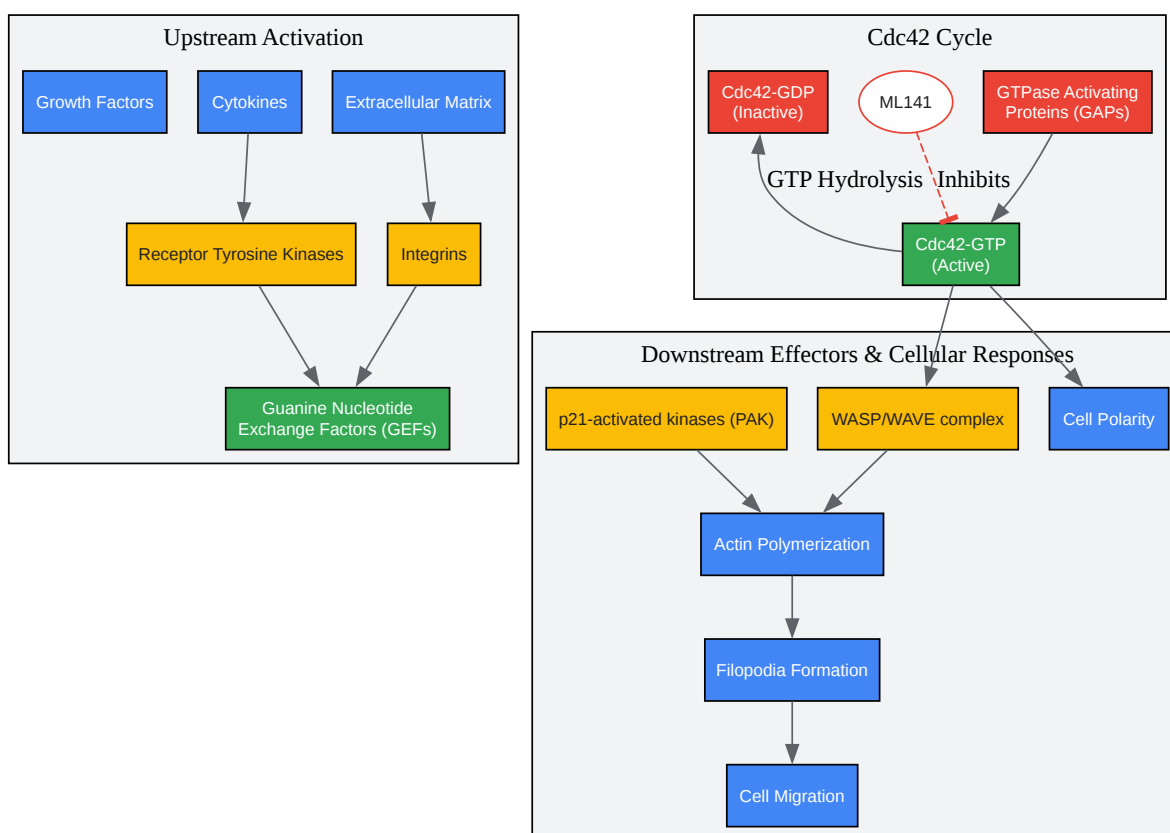 Upstream Activation
Growth Factors
Cytokines
Extracellular Matrix
Receptor Tyrosine Kinases
Integrins
Guanine Nucleotide
Exchange Factors (GEFs)
Cdc42 Cycle
Cdc42-GDP
(Inactive)
ML141
GTPase Activating
Proteins (GAPs)
GTP Hydrolysis
Inhibits
Cdc42-GTP
(Active)
Downstream Effectors & Cellular Responses
p21-activated kinases (PAK)
WASP/WAVE complex
Cell Polarity
Actin Polymerization
Filopodia Formation
Cell Migration